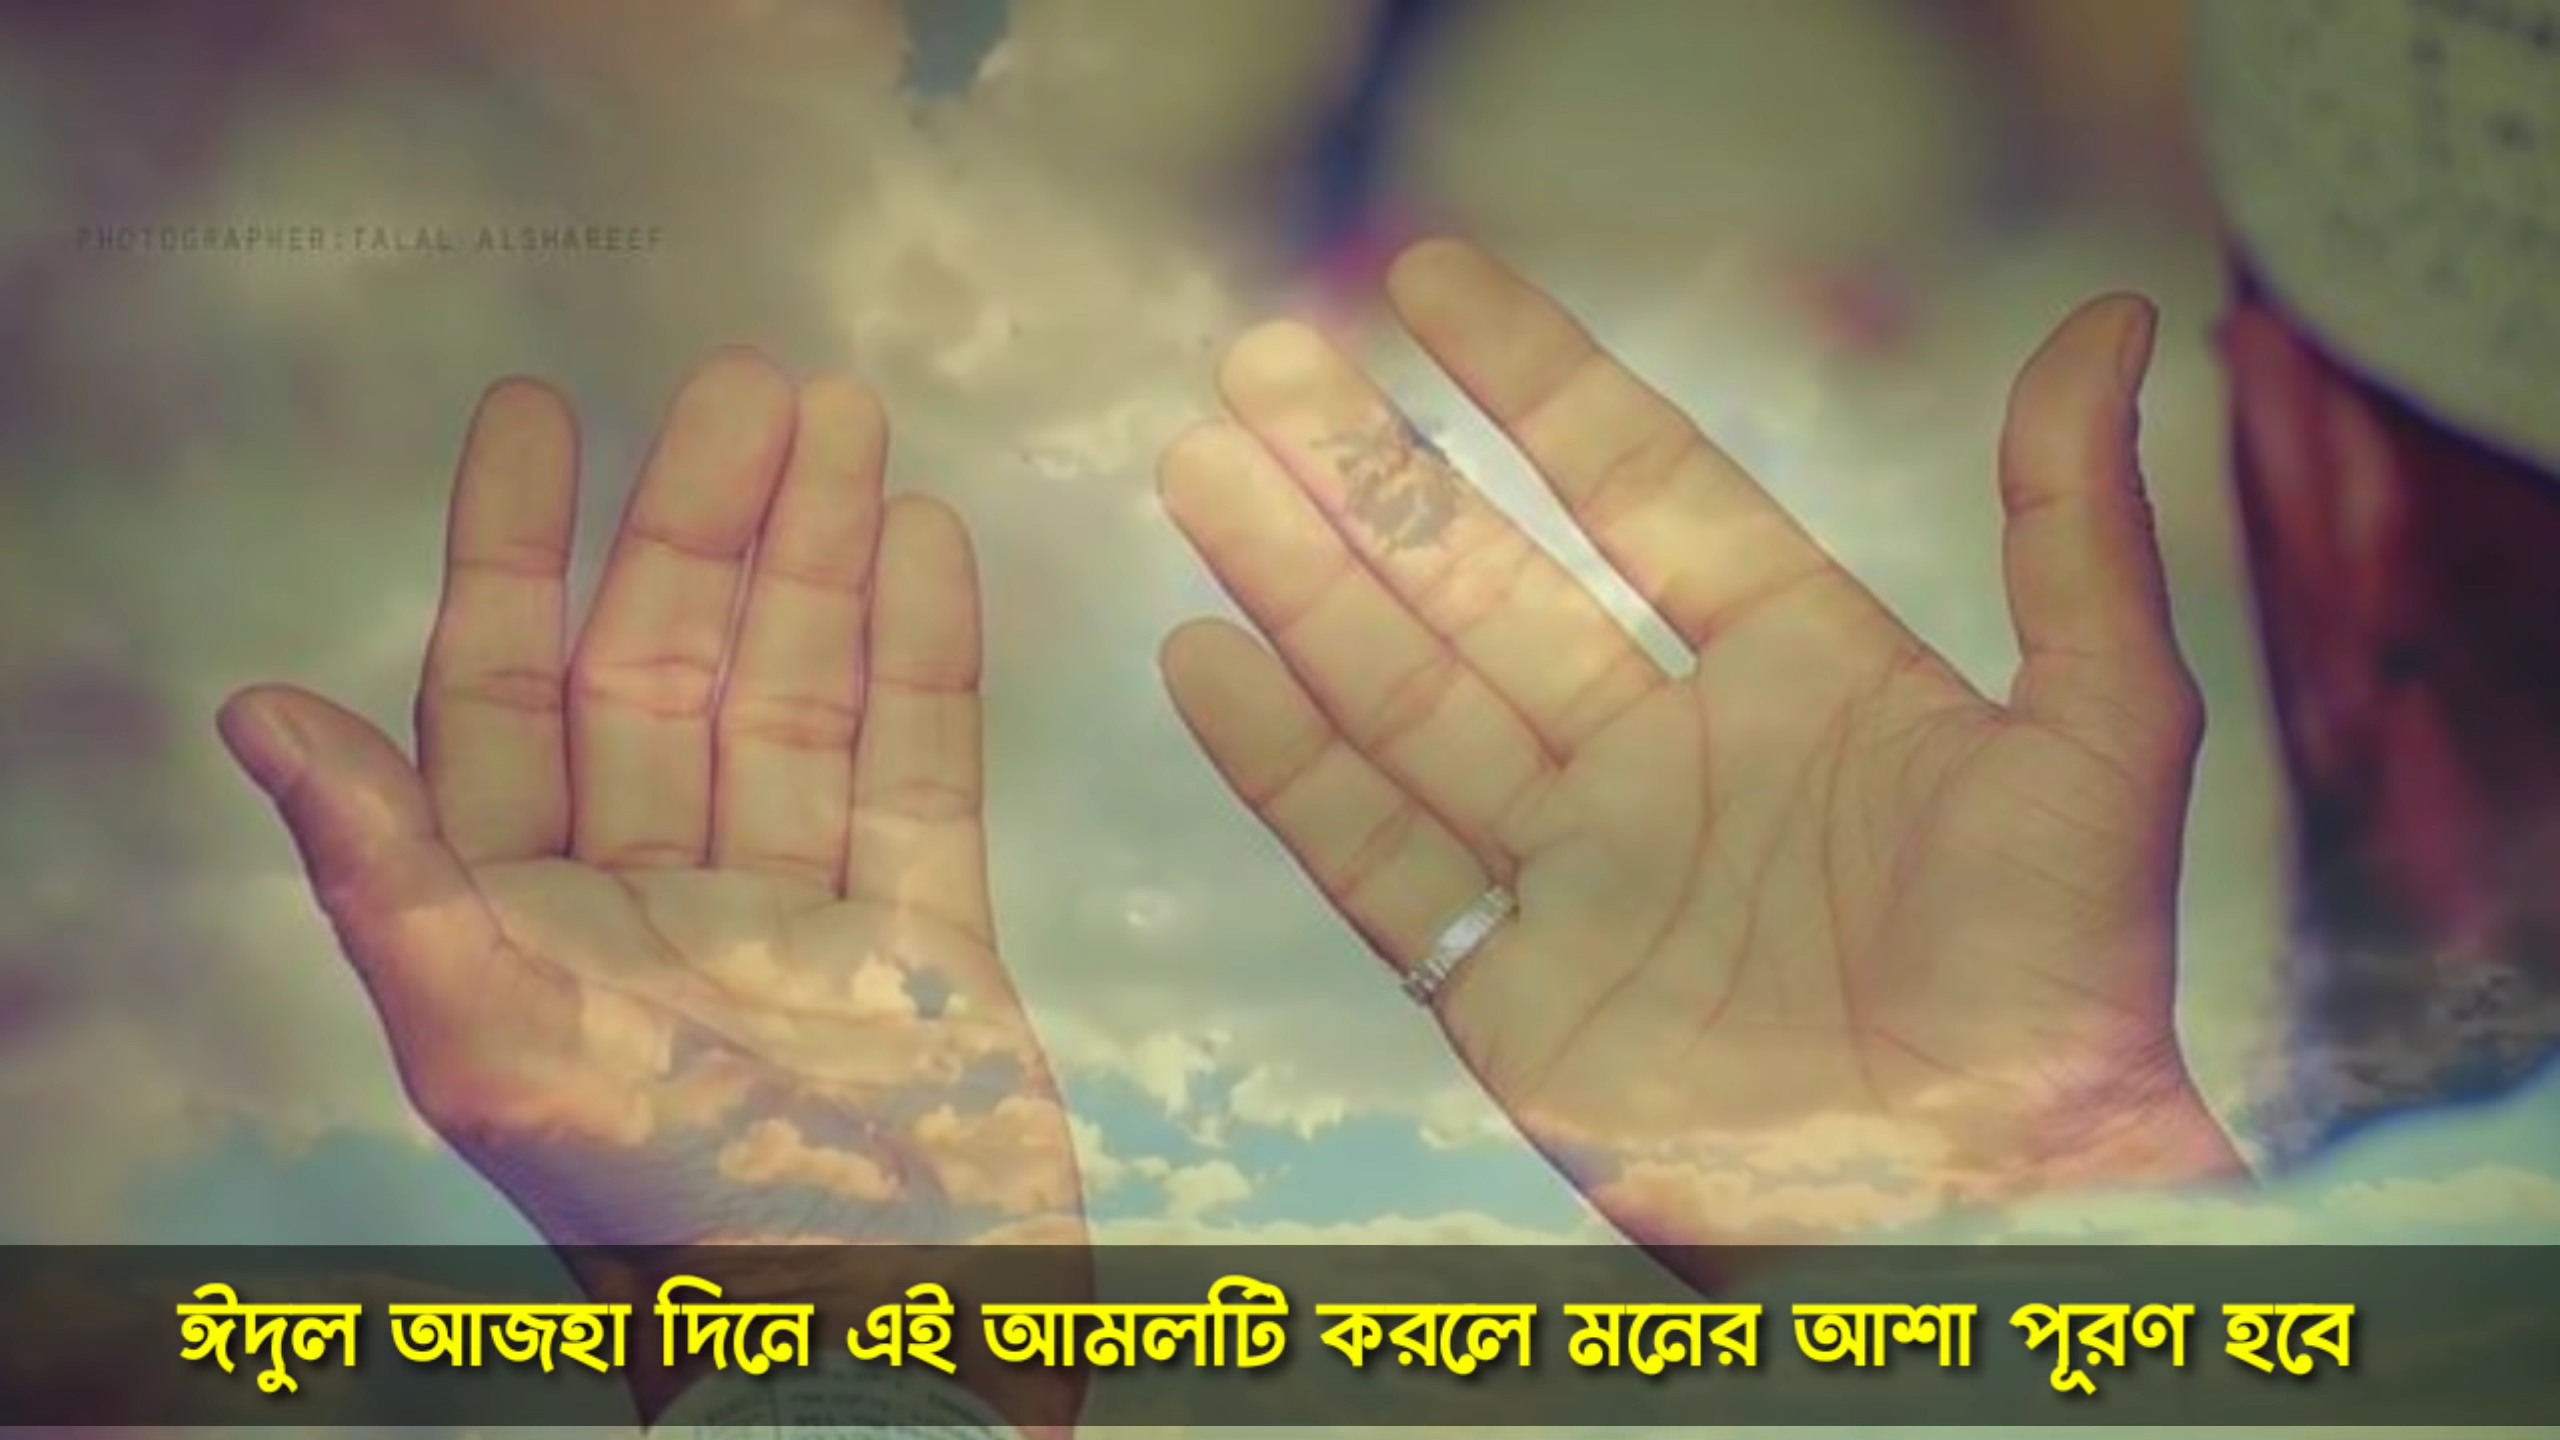 PHOTOGRAPHER:TALAL ALSHAREEF
ঈদুল আজহা দিনে এই আমলটি করলে মনের আশা পূরণ হবে